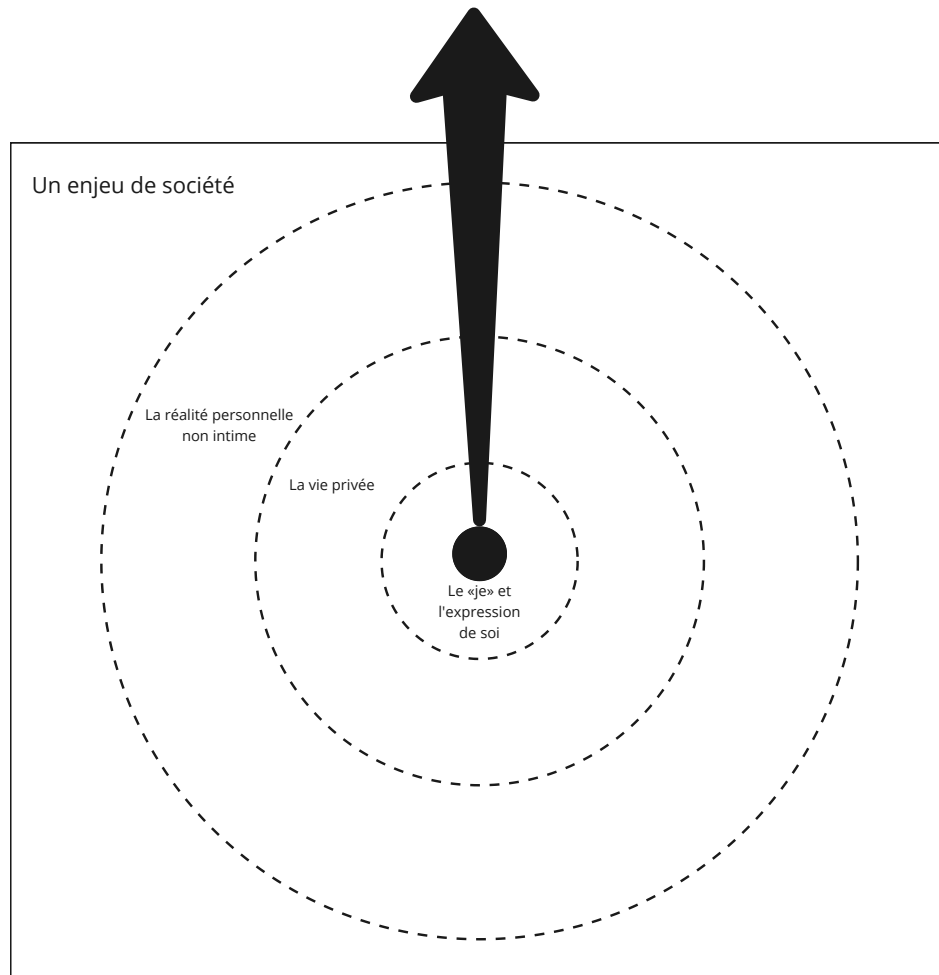 Un enjeu de société
La réalité personnelle
non intime
La vie privée
Le «je» et
l'expression
de soi